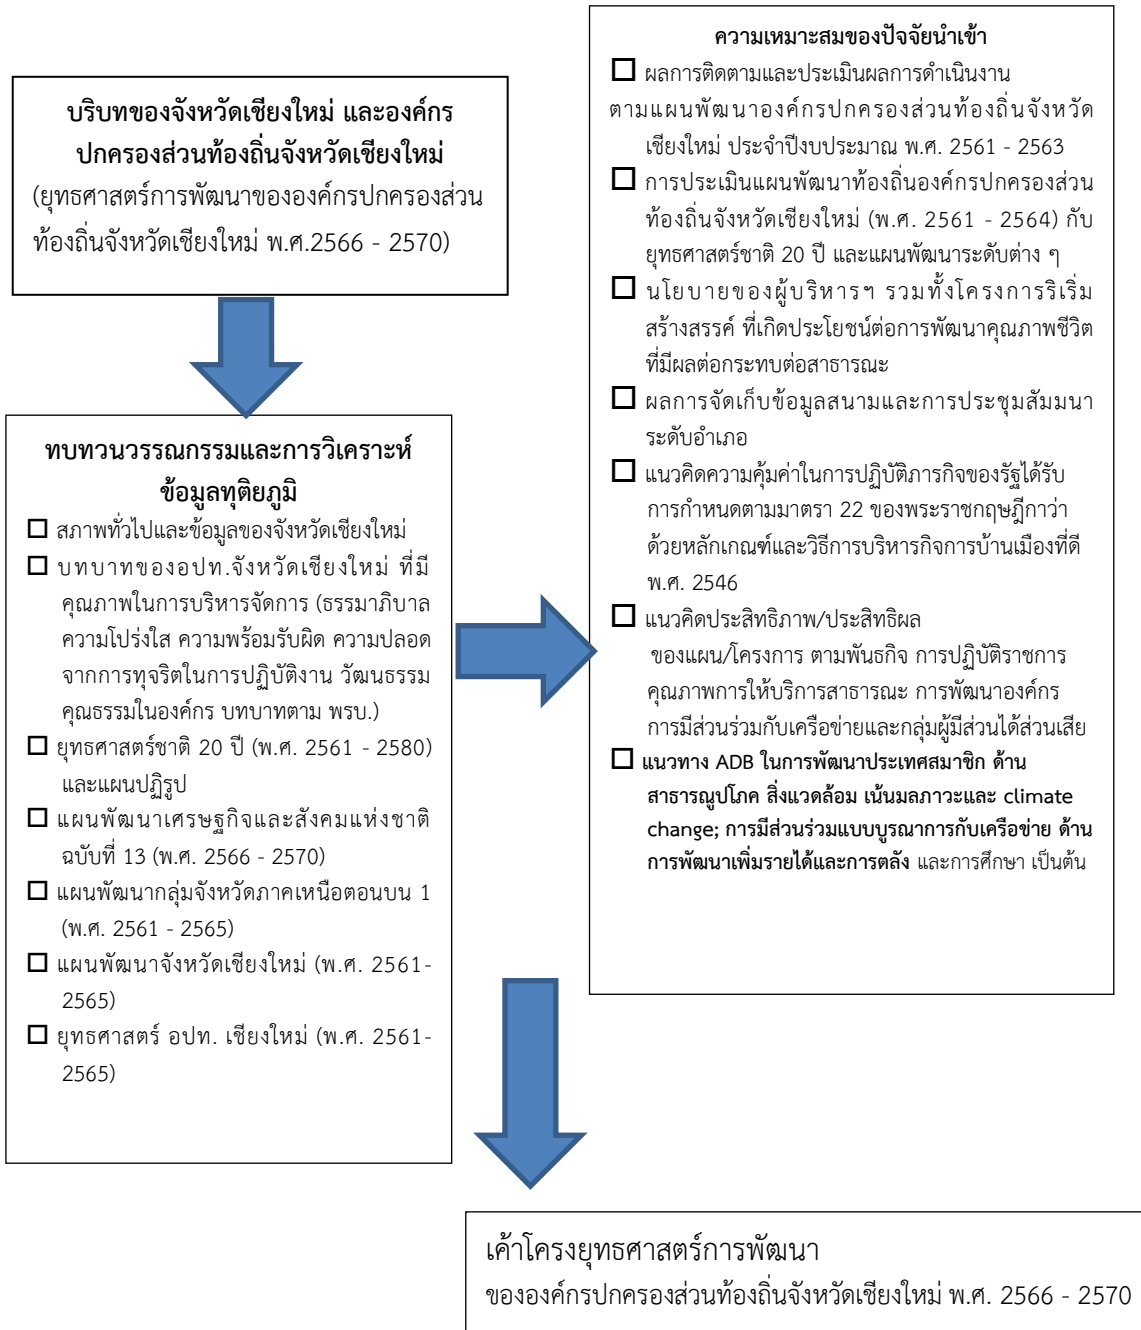 บริบทของจังหวัดเชียงใหม่ และองค์กร
ปกครองส่วนท้องถิ่นจังหวัดเชียงใหม่
(ยุทธศาสตร์การพัฒนาขององค์กรปกครองส่วน
ท้องถิ่นจังหวัดเชียงใหม่ พ.ศ.2566 - 2570)
ทบทวนวรรณกรรมและการวิเคราะห์
ข้อมูลทุติยภูมิ
☐ สภาพทั่วไปและข้อมูลของจังหวัดเชียงใหม่
☐ บทบาทของอปท.จังหวัดเชียงใหม่ ที่มี
คุณภาพในการบริหารจัดการ (ธรรมาภิบาล
ความโปร่งใส ความพร้อมรับผิด ความปลอด
จากการทุจริตในการปฏิบัติงาน วัฒนธรรม
คุณธรรมในองค์กร บทบาทตาม พรบ.)
☐ ยุทธศาสตร์ชาติ 20 ปี (พ.ศ. 2561 - 2580)
และแผนปฏิรูป
☐ แผนพัฒนาเศรษฐกิจและสังคมแห่งชาติ
ฉบับที่ 13 (พ.ศ. 2566 - 2570)
☐ แผนพัฒนากลุ่มจังหวัดภาคเหนือตอนบน 1
(พ.ศ. 2561 - 2565)
☐ แผนพัฒนาจังหวัดเชียงใหม่ (พ.ศ. 2561-
2565)
☐ ยุทธศาสตร์ อปท. เชียงใหม่ (พ.ศ. 2561-
2565)
ความเหมาะสมของปัจจัยนำเข้า
☐ ผลการติดตามและประเมินผลการดำเนินงาน
ตามแผนพัฒนาองค์กรปกครองส่วนท้องถิ่นจังหวัด
เชียงใหม่ ประจำปีงบประมาณ พ.ศ. 2561 - 2563
☐ การประเมินแผนพัฒนาท้องถิ่นองค์กรปกครองส่วน
ท้องถิ่นจังหวัดเชียงใหม่ (พ.ศ. 2561 - 2564) กับ
ยุทธศาสตร์ชาติ 20 ปี และแผนพัฒนาระดับต่าง ๆ
☐ นโยบายของผู้บริหารฯ รวมทั้งโครงการริเริ่ม
สร้างสรรค์ ที่เกิดประโยชน์ต่อการพัฒนาคุณภาพชีวิต
ที่มีผลต่อกระทบต่อสาธารณะ
☐ ผลการจัดเก็บข้อมูลสนามและการประชุมสัมมนา
ระดับอำเภอ
☐ แนวคิดความคุ้มค่าในการปฏิบัติภารกิจของรัฐได้รับ
การกำหนดตามมาตรา 22 ของพระราชกฤษฎีกาว่า
ด้วยหลักเกณฑ์และวิธีการบริหารกิจการบ้านเมืองที่ดี
พ.ศ. 2546
☐ แนวคิดประสิทธิภาพ/ประสิทธิผล
ของแผน/โครงการ ตามพันธกิจ การปฏิบัติราชการ
คุณภาพการให้บริการสาธารณะ การพัฒนาองค์กร
การมีส่วนร่วมกับเครือข่ายและกลุ่มผู้มีส่วนได้ส่วนเสีย
☐ แนวทาง ADB ในการพัฒนาประเทศสมาชิก ด้าน
สาธารณูปโภค สิ่งแวดล้อม เน้นมลภาวะและ climate
change; การมีส่วนร่วมแบบบูรณาการกับเครือข่าย ด้าน
การพัฒนาเพิ่มรายได้และการตลัง และการศึกษา เป็นต้น
เค้าโครงยุทธศาสตร์การพัฒนา
ขององค์กรปกครองส่วนท้องถิ่นจังหวัดเชียงใหม่ พ.ศ. 2566 - 2570